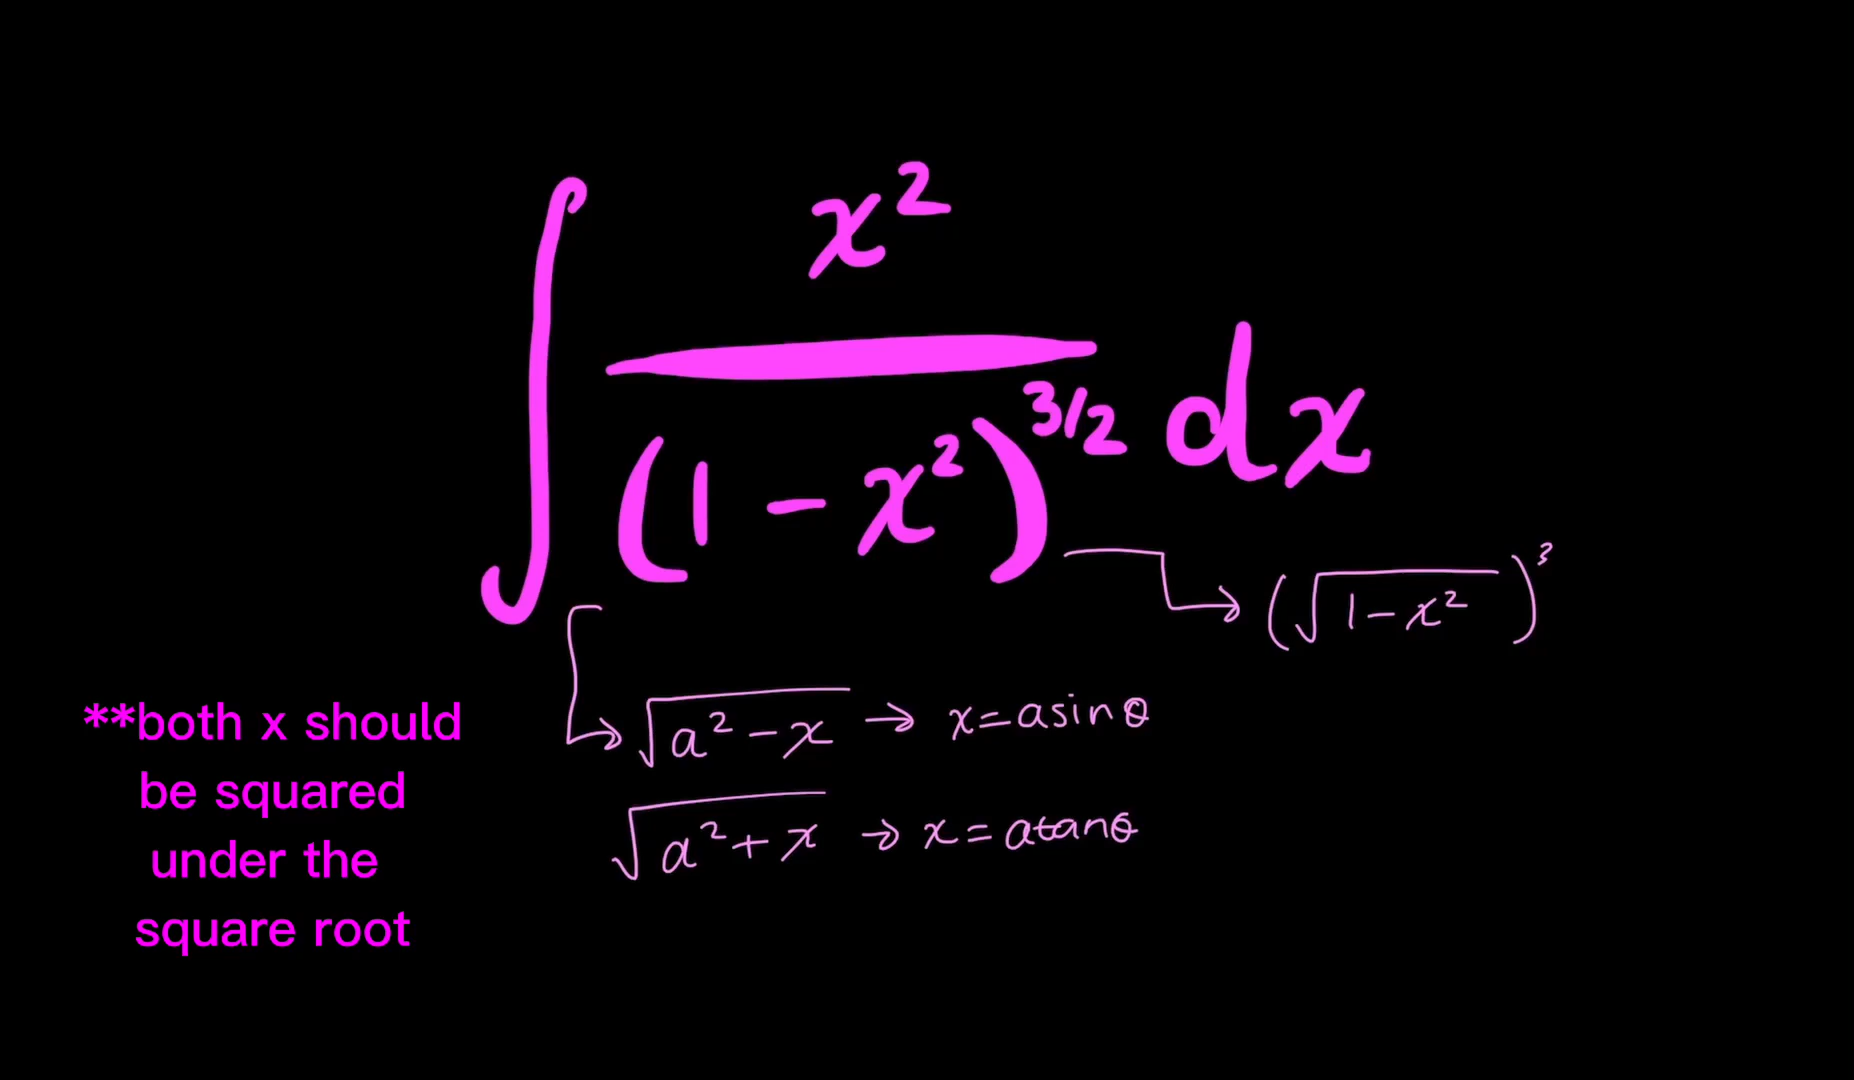 ∫ x² / (1 - x²)^3/2 dx
(√1 - x²)³
√a² - x → x = asinθ
√a² + x → x = atanθ
**both x should
be squared
under the
square root